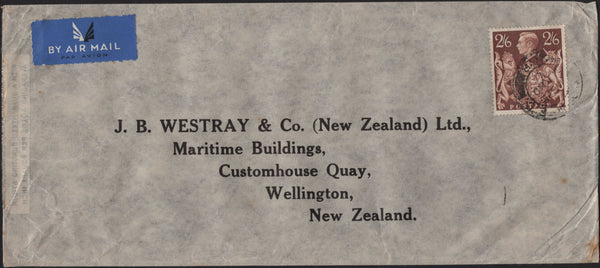 BY AIR MAIL
PAR AVION
2/6 2/6
J. B. WESTRAY & Co. (New Zealand) Ltd.,
Maritime Buildings,
Customhouse Quay,
Wellington,
New Zealand.